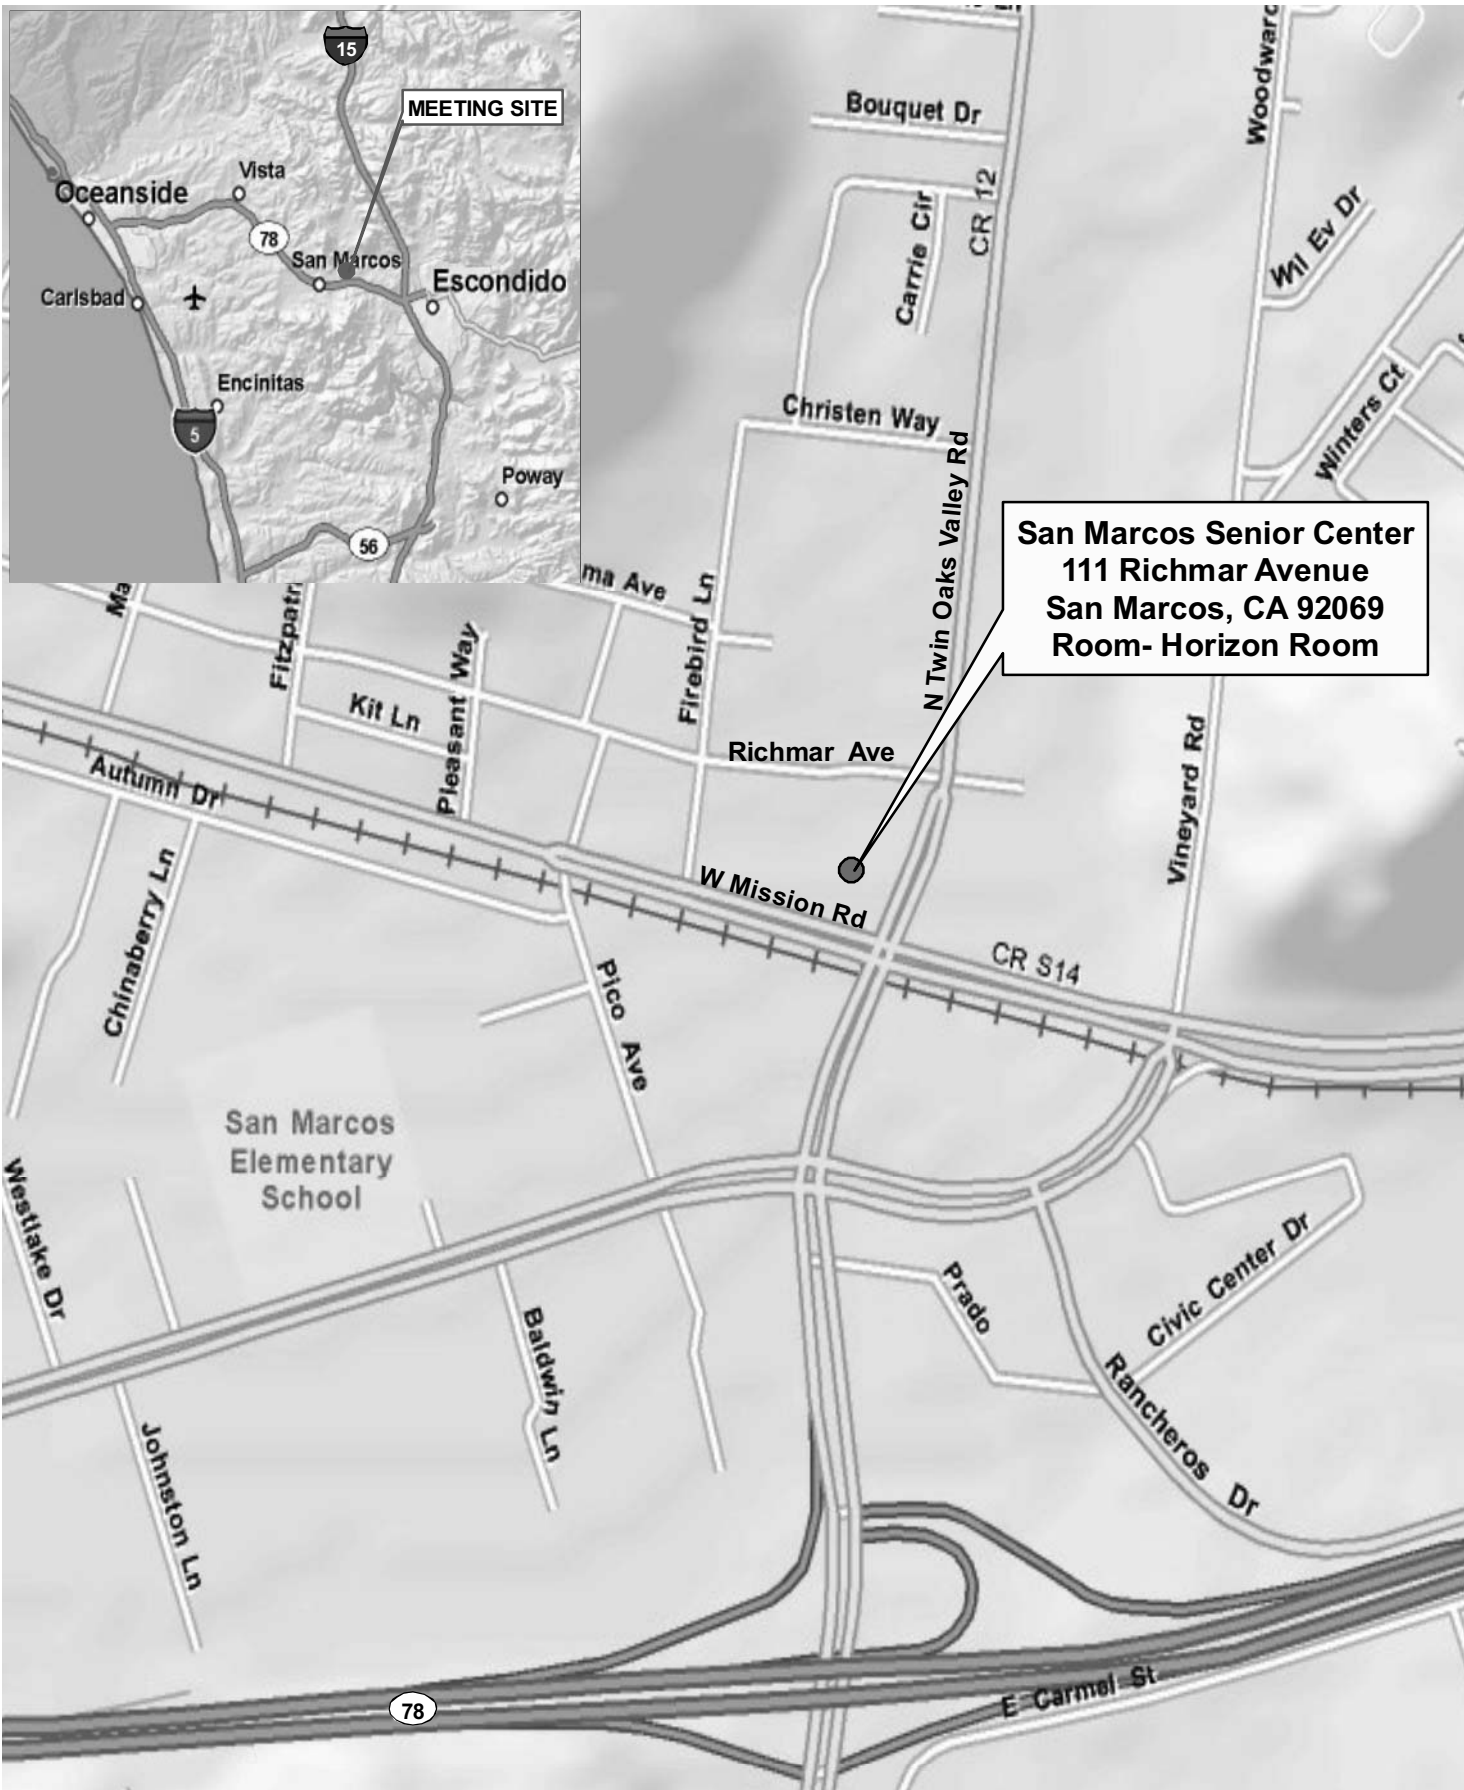 15
MEETING SITE
Vista
Oceanside
78
San Marcos
Escondido
Carlsbad
Encinitas
5
Poway
56
Bouquet Dr
CR 12
Carrie Cir
Woodward
Wil Ev Dr
Winters Ct
Christen Way
N Twin Oaks Valley Rd
San Marcos Senior Center
111 Richmar Avenue
San Marcos, CA 92069
Room- Horizon Room
ma Ave
Ma
Fitzpatri
Firebird Ln
Pleasant Way
Kit Ln
Richmar Ave
Vineyard Rd
Autumn Dr
W Mission Rd
CR S14
Chinaberry Ln
Pico Ave
San Marcos
Elementary
School
Westlake Dr
Civic Center Dr
Prado
Baldwin Ln
Rancheros Dr
Johnston Ln
E Carmel St
78